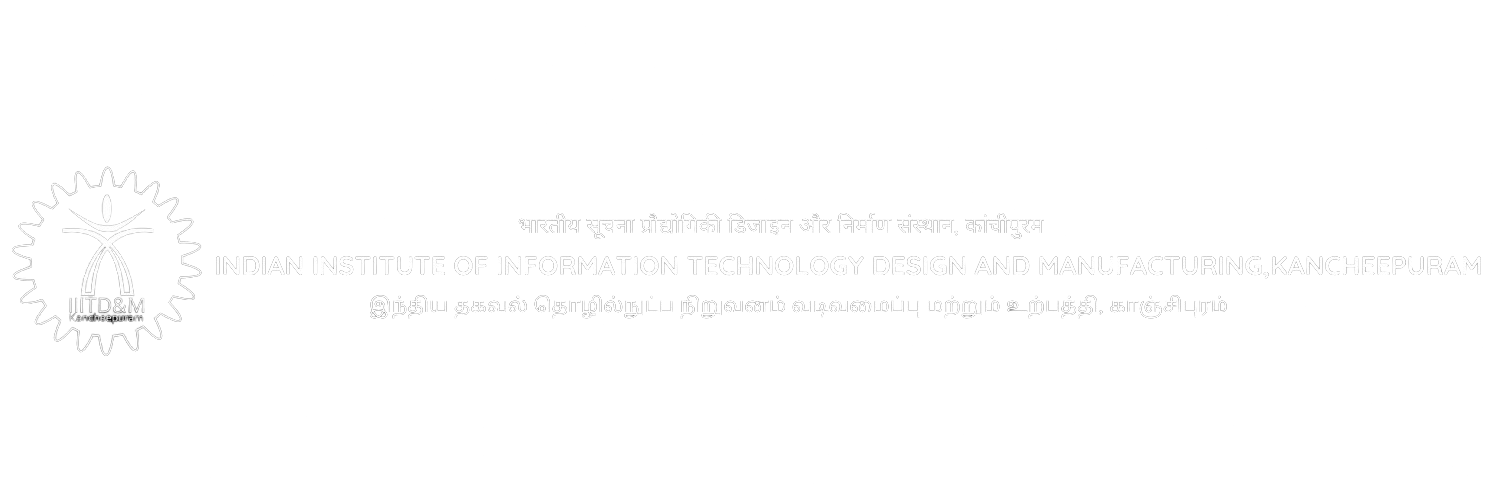 IIITD&M
Kancheepuram
भारतीय सूचना प्रौद्योगिकी डिजाइन और निर्माण संस्थान, कांचीपुरम
INDIAN INSTITUTE OF INFORMATION TECHNOLOGY DESIGN AND MANUFACTURING,KANCHEEPURAM
இந்திய தகவல் தொழில்நுட்ப நிறுவனம் வடிவமைப்பு மற்றும் உற்பத்தி, காஞ்சிபுரம்